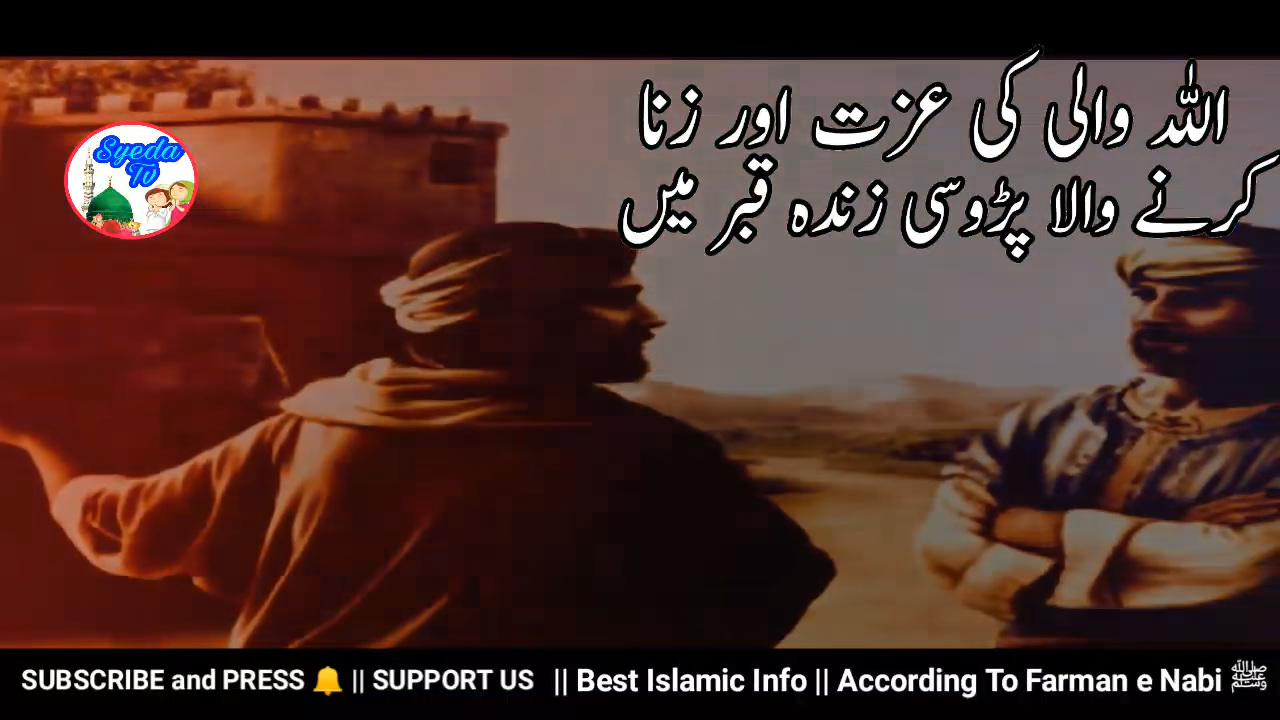 اللہ والی کی عزت اور زنا
کرنے والا پڑوسی زندہ قبر میں
Syeda
Tv
SUBSCRIBE and PRESS 🔔 || SUPPORT US || Best Islamic Info || According To Farman e Nabi ﷺ